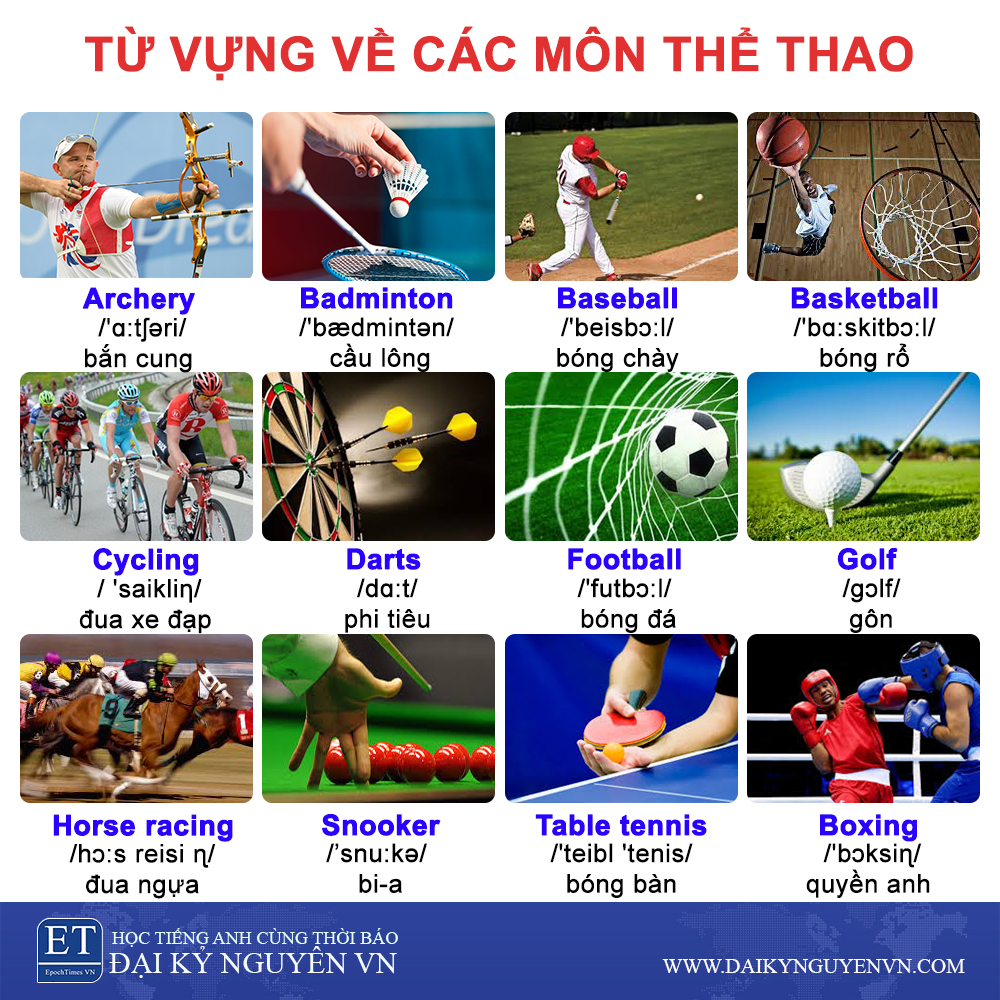 TỪ VỰNG VỀ CÁC MÔN THỂ THAO
Archery
/'ɑ:tʃəri/
bắn cung
Badminton
/'bædmintən/
cầu lông
Baseball
/'beisbɔ:l/
bóng chày
Basketball
/'bɑ:skitbɔ:l/
bóng rổ
Cycling
/ 'saikliɳ/
đua xe đạp
Darts
/dɑ:t/
phi tiêu
Football
/'futbɔ:l/
bóng đá
Golf
/gɔlf/
gôn
Horse racing
/hɔ:s reisi ɳ/
đua ngựa
Snooker
/’snu:kə/
bi-a
Table tennis
/'teibl 'tenis/
bóng bàn
Boxing
/'bɔksiɳ/
quyền anh
ET
EpochTimes VN
HỌC TIẾNG ANH CÙNG THỜI BÁO
ĐẠI KỶ NGUYÊN VN
WWW.DAIKYNGUYENVN.COM